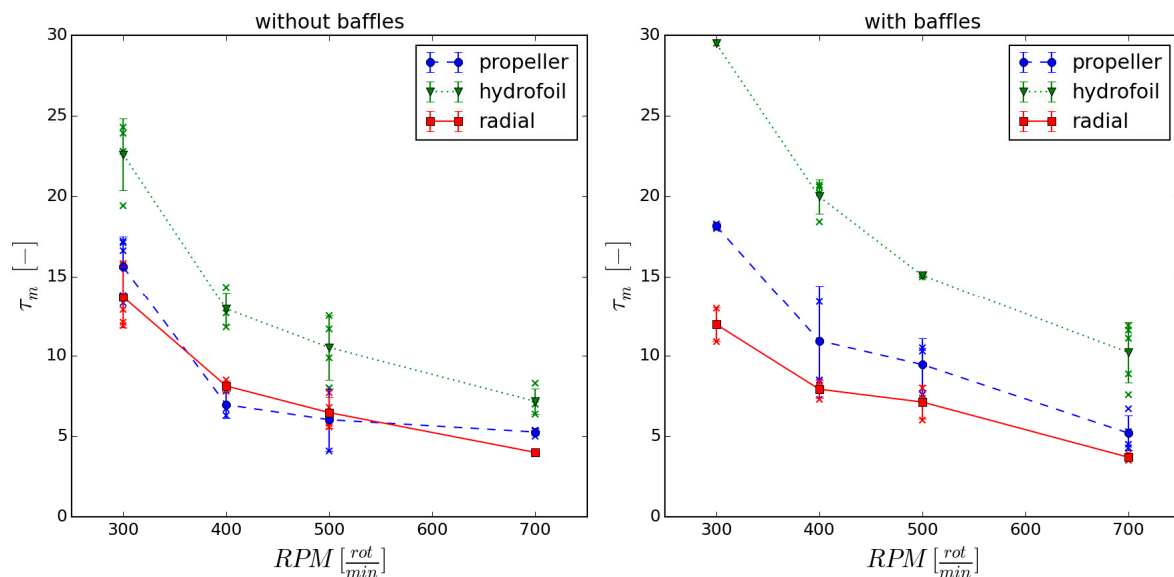 without baffles
30
25
20
15
10
5
0
τm [−]
300 400 500 600 700
RPM [rot/min]
propeller
hydrofoil
radial
with baffles
30
25
20
15
10
5
0
τm [−]
300 400 500 600 700
RPM [rot/min]
propeller
hydrofoil
radial